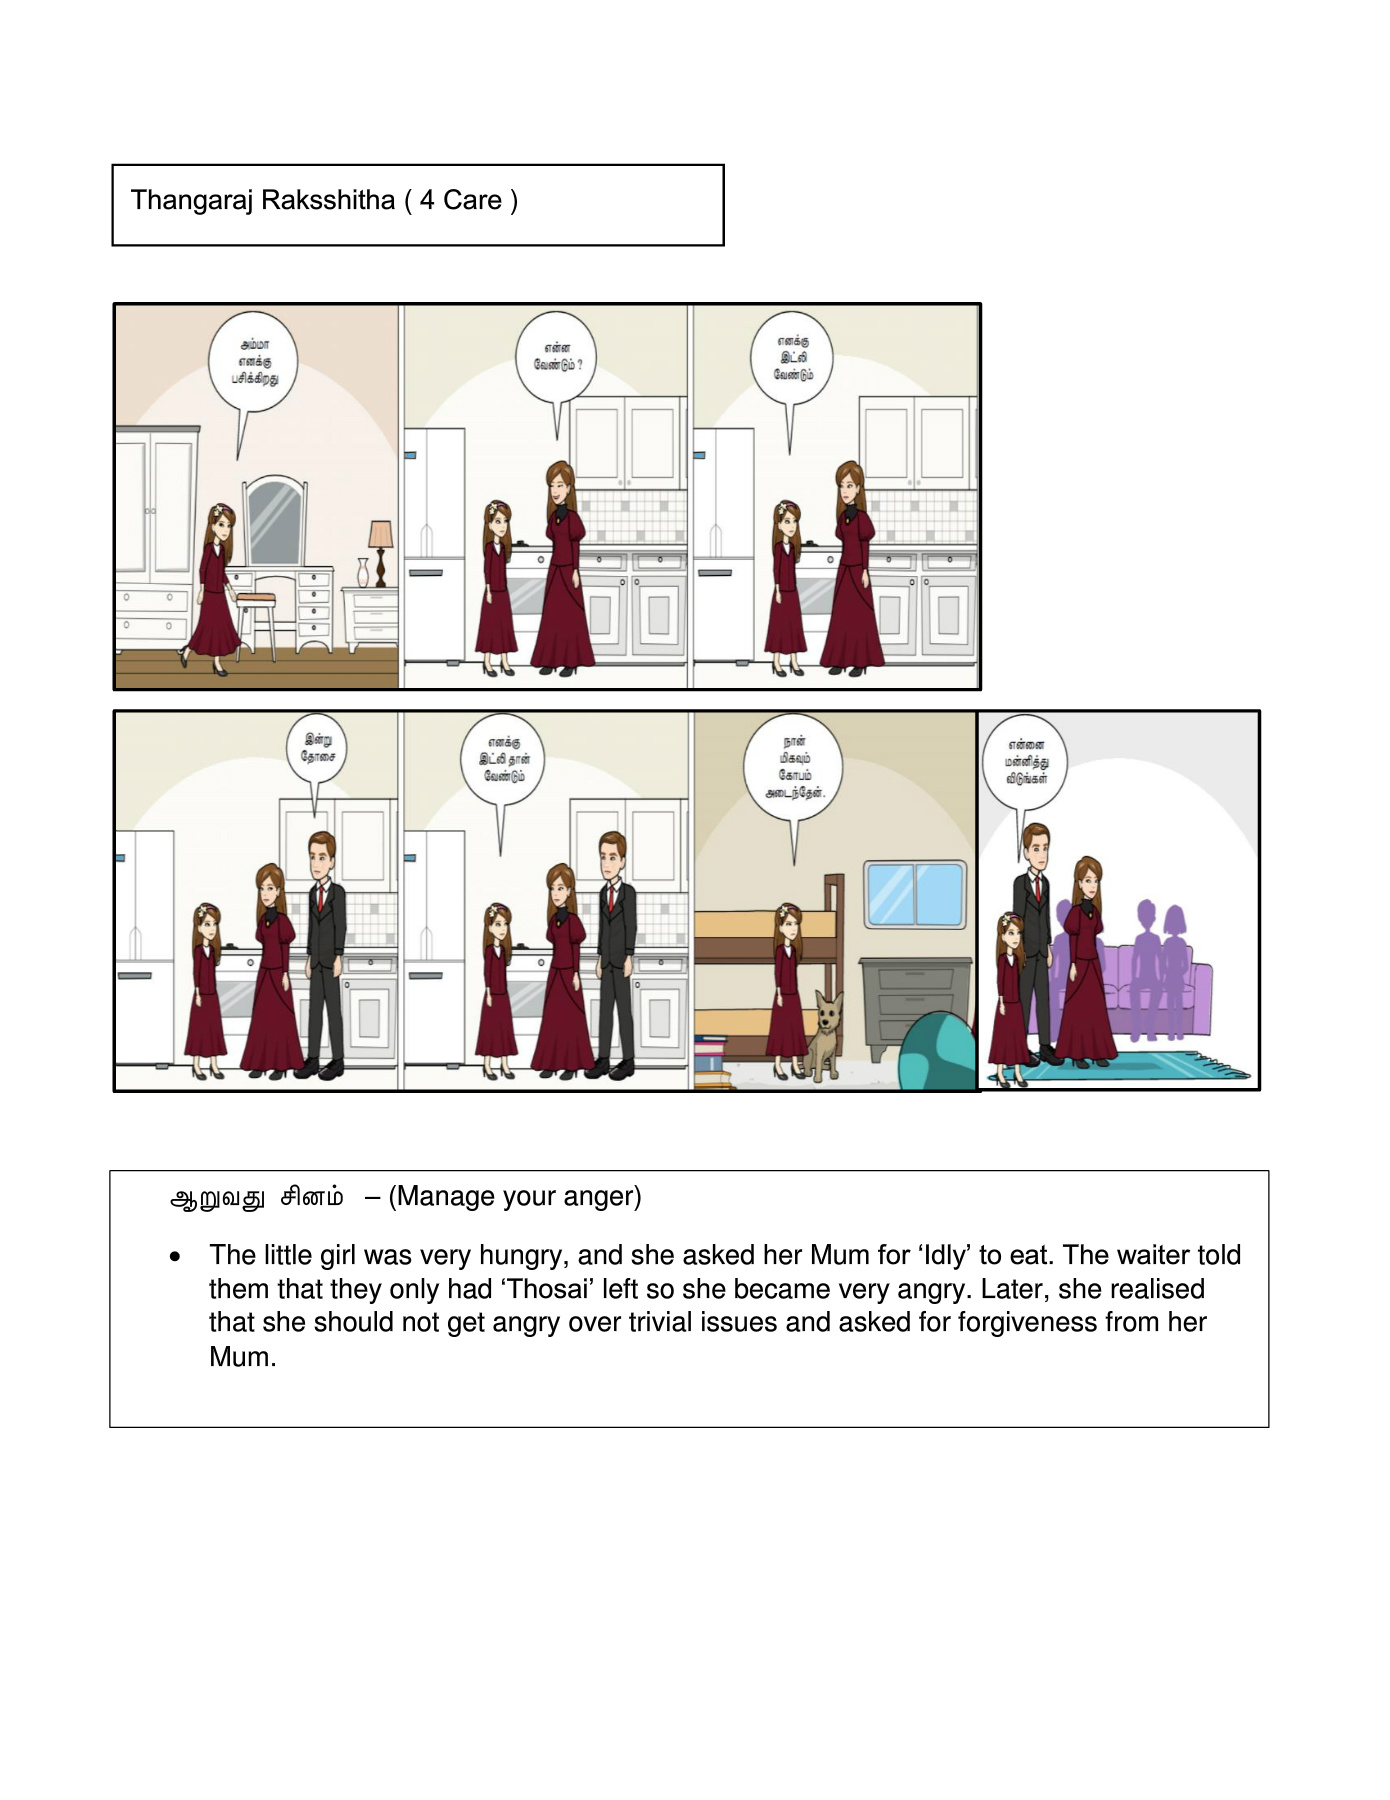 Thangaraj Raksshitha ( 4 Care )
அம்மா
எனக்கு
பசிக்கிறது
என்ன
வேண்டும் ?
எனக்கு
இட்லி
வேண்டும்
இன்று
தோசை
எனக்கு
இட்லி தான்
வேண்டும்
நான்
மிகவும்
கோபம்
அடைந்தேன்.
என்னை
மன்னித்து
விடுங்கள்
ஆறுவது சினம் – (Manage your anger)
• The little girl was very hungry, and she asked her Mum for ‘Idly’ to eat. The waiter told
them that they only had ‘Thosai’ left so she became very angry. Later, she realised
that she should not get angry over trivial issues and asked for forgiveness from her
Mum.